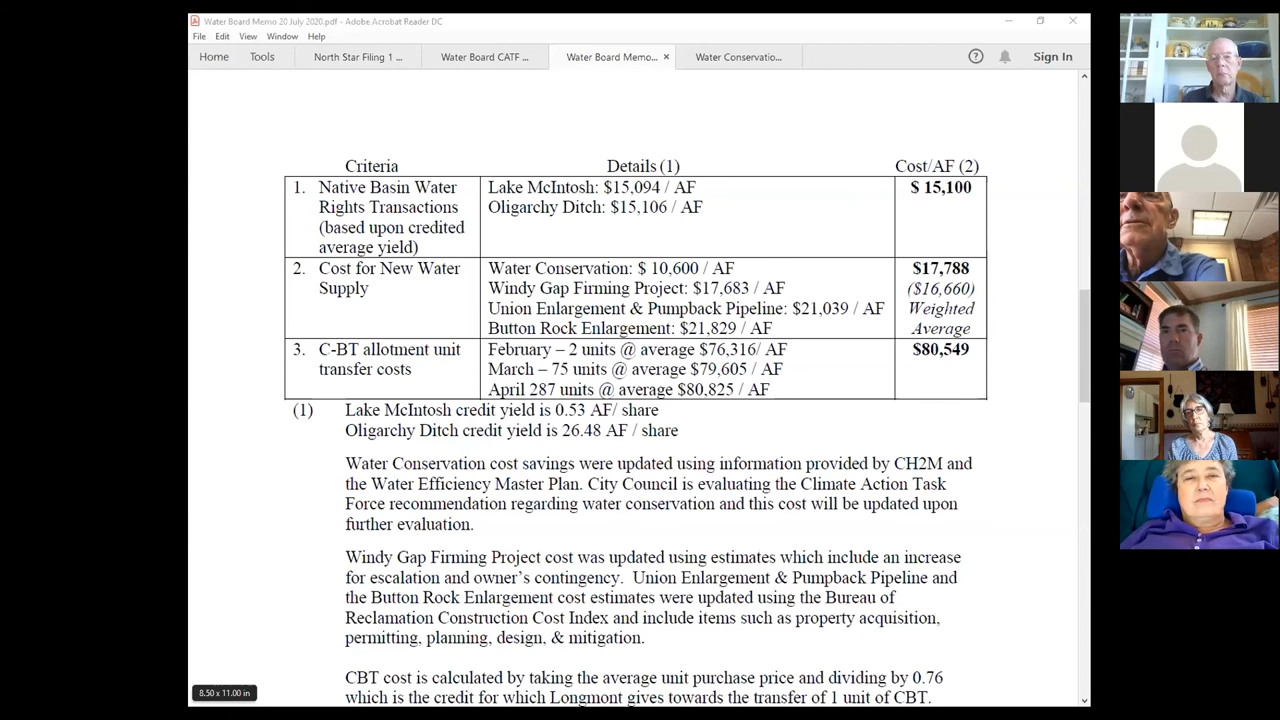 Water Board Memo 20 July 2020.pdf - Adobe Acrobat Reader DC
File Edit View Window Help
Home Tools North Star Filing 1 ... Water Board CATF ... Water Board Memo... × Water Conservatio... Sign In
Criteria Details (1) Cost/AF (2)
1. Native Basin Water Lake McIntosh: $15,094 / AF $ 15,100
Rights Transactions Oligarchy Ditch: $15,106 / AF
(based upon credited
average yield)
2. Cost for New Water Water Conservation: $ 10,600 / AF $17,788
Supply Windy Gap Firming Project: $17,683 / AF ($16,660)
Union Enlargement & Pumpback Pipeline: $21,039 / AF Weighted
Button Rock Enlargement: $21,829 / AF Average
3. C-BT allotment unit February – 2 units @ average $76,316/ AF $80,549
transfer costs March – 75 units @ average $79,605 / AF
April 287 units @ average $80,825 / AF
(1) Lake McIntosh credit yield is 0.53 AF/ share
Oligarchy Ditch credit yield is 26.48 AF / share
Water Conservation cost savings were updated using information provided by CH2M and
the Water Efficiency Master Plan. City Council is evaluating the Climate Action Task
Force recommendation regarding water conservation and this cost will be updated upon
further evaluation.
Windy Gap Firming Project cost was updated using estimates which include an increase
for escalation and owner's contingency. Union Enlargement & Pumpback Pipeline and
the Button Rock Enlargement cost estimates were updated using the Bureau of
Reclamation Construction Cost Index and include items such as property acquisition,
permitting, planning, design, & mitigation.
CBT cost is calculated by taking the average unit purchase price and dividing by 0.76
which is the credit for which Longmont gives towards the transfer of 1 unit of CBT.
8.50 x 11.00 in